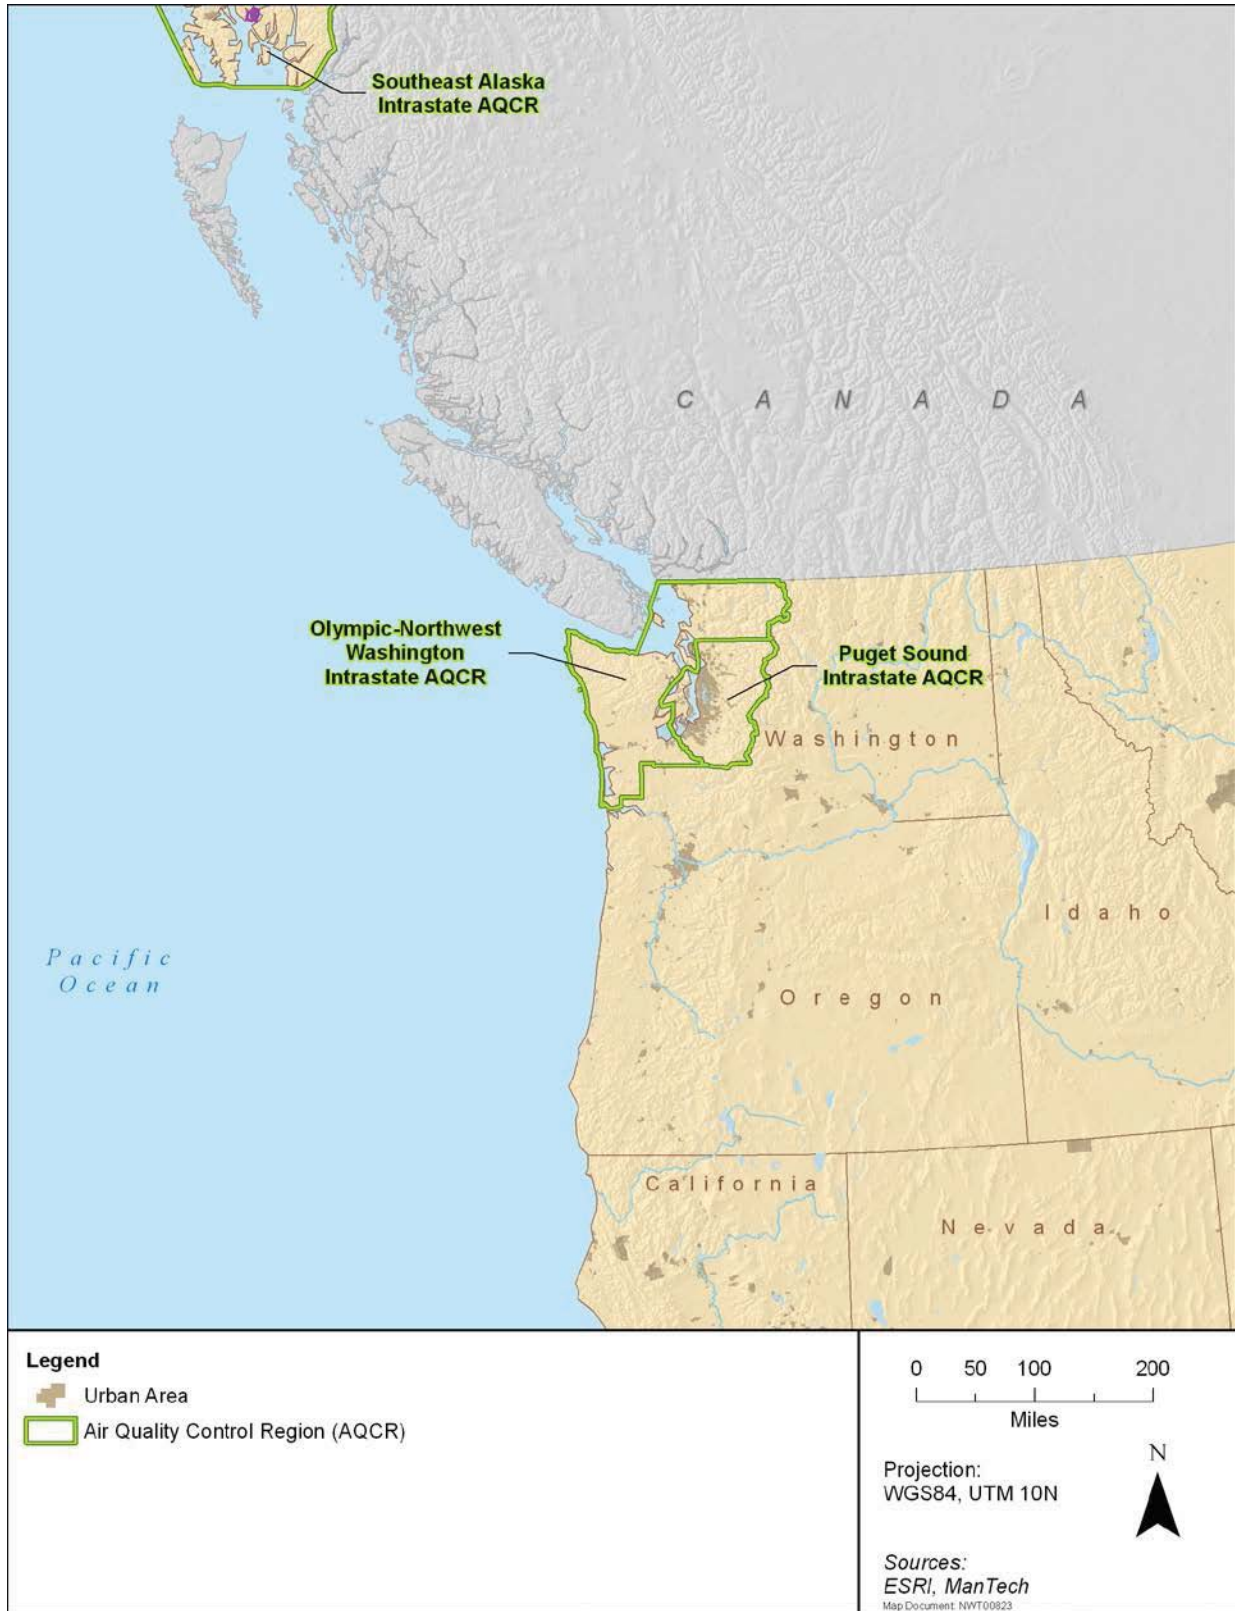 Southeast Alaska
Intrastate AQCR
C A N A D A
Olympic-Northwest
Washington
Intrastate AQCR
Puget Sound
Intrastate AQCR
Washington
Idaho
Pacific
Ocean
Oregon
California
Nevada
Legend
Urban Area
Air Quality Control Region (AQCR)
0 50 100 200
Miles
N
Projection:
WGS84, UTM 10N
Sources:
ESRI, ManTech
Map Document: NWT00823